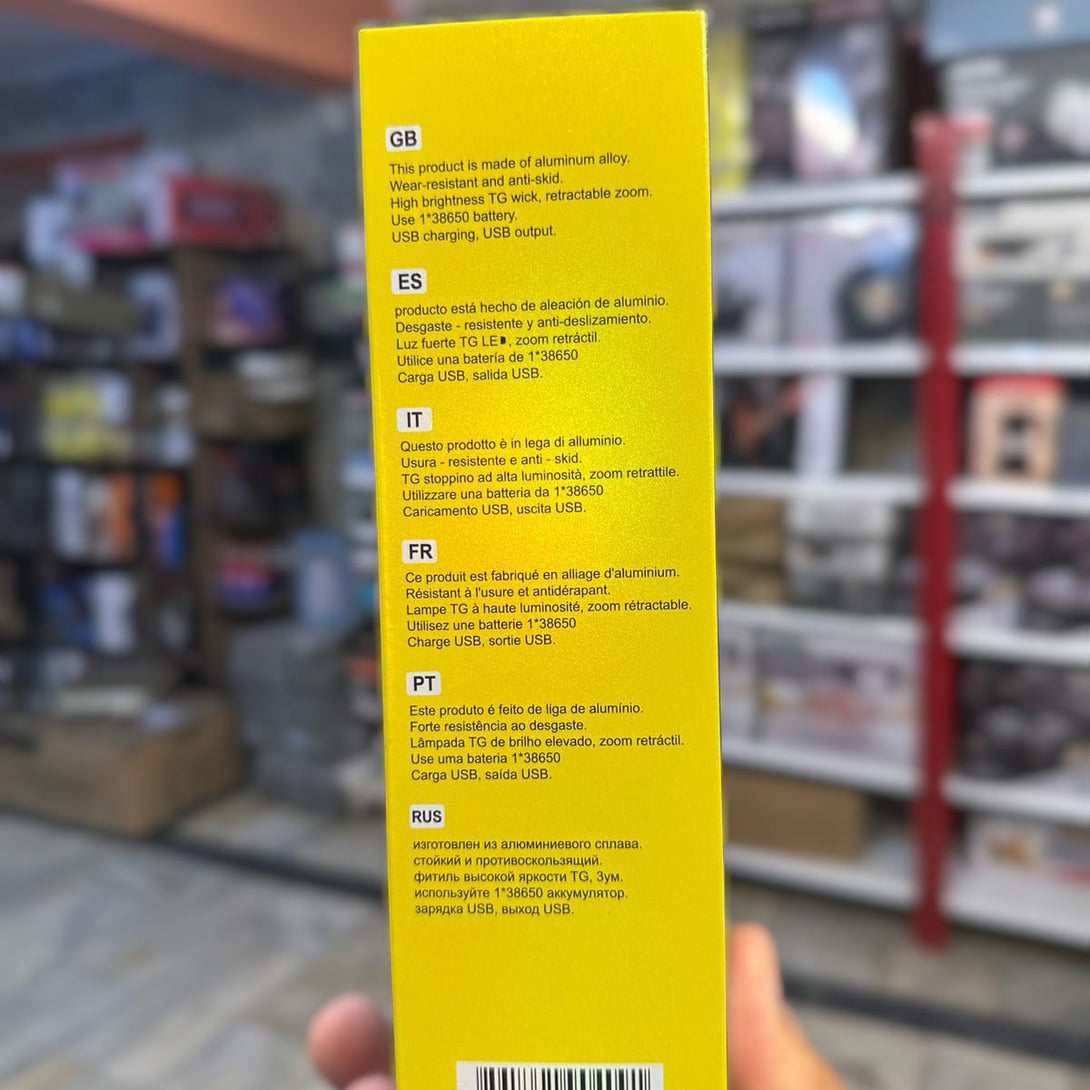 GB
This product is made of aluminum alloy.
Wear-resistant and anti-skid.
High brightness TG wick, retractable zoom.
Use 1*38650 battery.
USB charging, USB output.
ES
producto está hecho de aleación de aluminio.
Desgaste - resistente y anti-deslizamiento.
Luz fuerte TG LE, zoom retráctil.
Utilice una batería de 1*38650
Carga USB, salida USB.
IT
Questo prodotto è in lega di alluminio.
Usura - resistente e anti - skid.
TG stoppino ad alta luminosità, zoom retrattile.
Utilizzare una batteria da 1*38650
Caricamento USB, uscita USB.
FR
Ce produit est fabriqué en alliage d'aluminium.
Résistant à l'usure et antidérapant.
Lampe TG à haute luminosité, zoom rétractable.
Utilisez une batterie 1*38650
Charge USB, sortie USB.
PT
Este produto é feito de liga de alumínio.
Forte resistência ao desgaste.
Lâmpada TG de brilho elevado, zoom retráctil.
Use uma bateria 1*38650
Carga USB, saída USB.
RUS
изготовлен из алюминиевого сплава.
стойкий и противоскользящий.
фитиль высокой яркости TG, Зум.
используйте 1*38650 аккумулятор.
зарядка USB, выход USB.